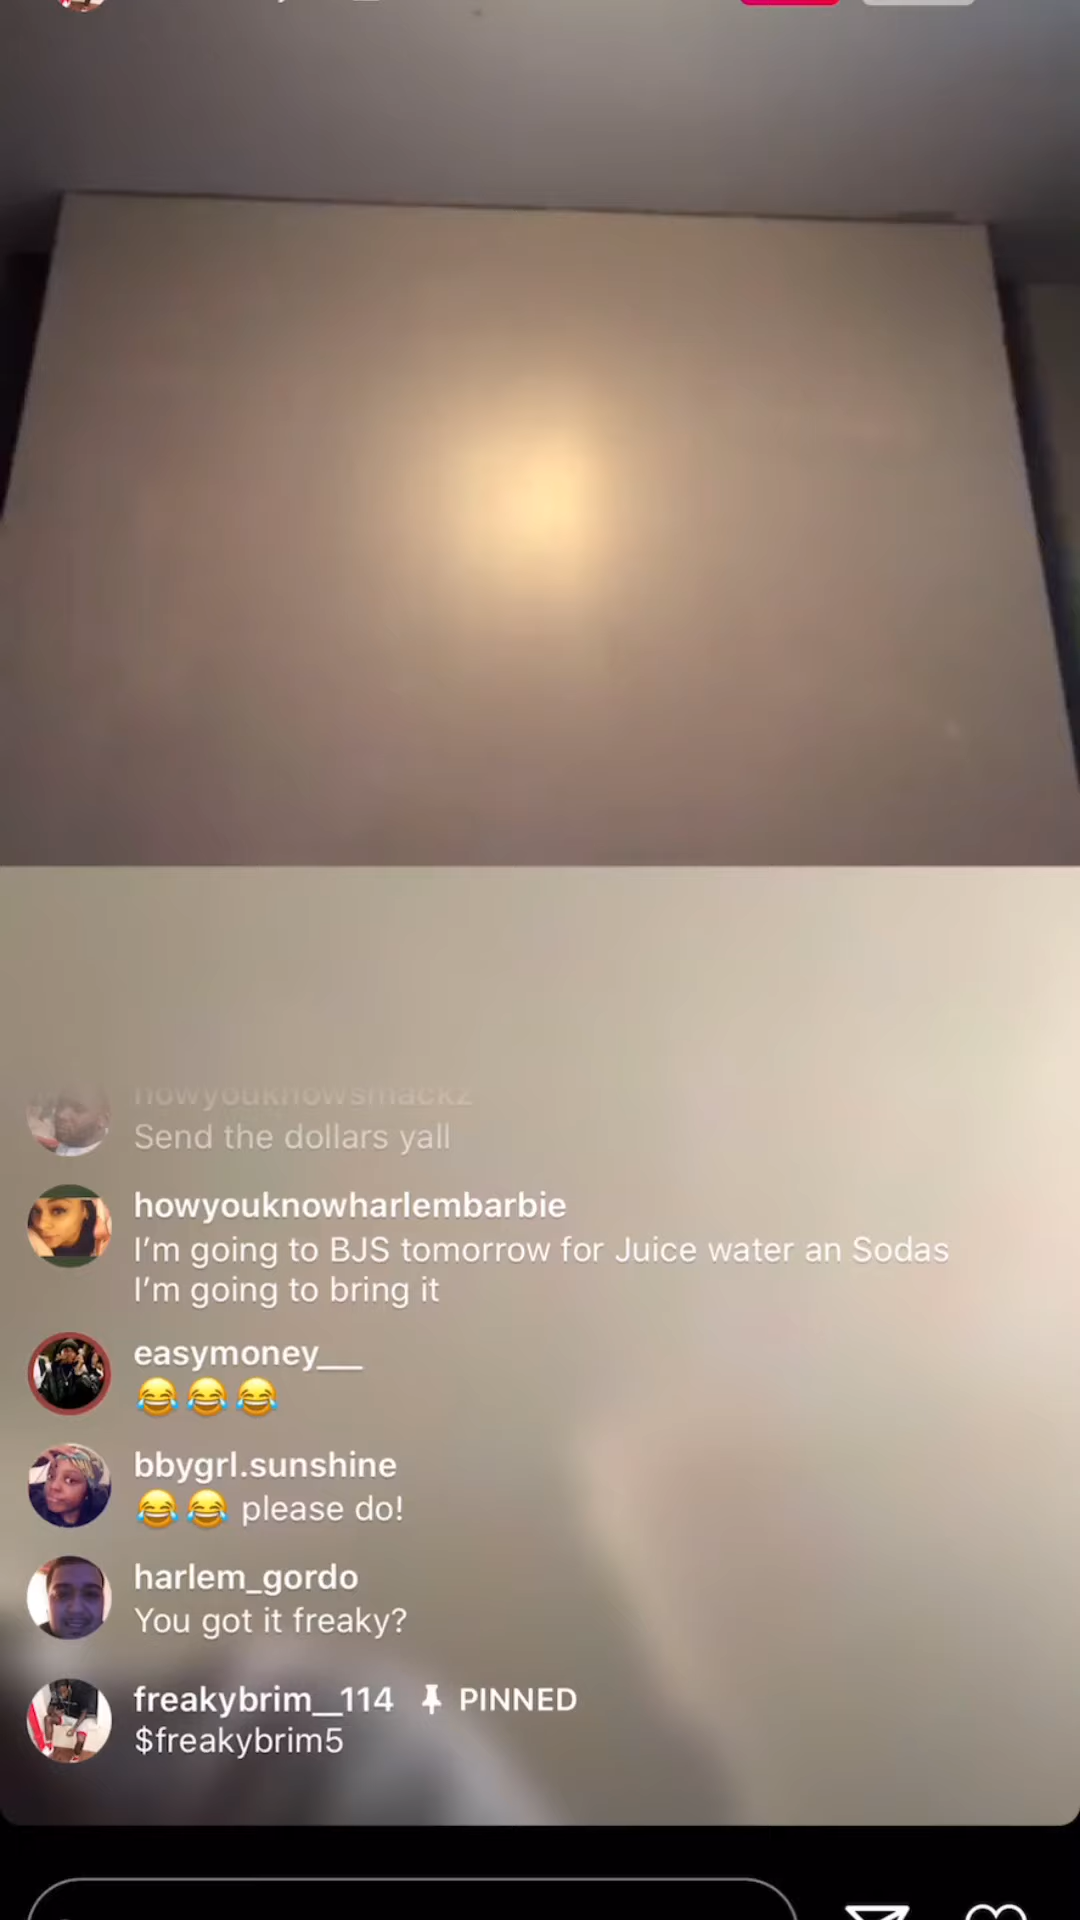 howyouknowsmackz
Send the dollars yall
howyouknowharlembarbie
I'm going to BJS tomorrow for Juice water an Sodas
I'm going to bring it
easymoney___
😂😂😂
bbygrl.sunshine
😂😂 please do!
harlem_gordo
You got it freaky?
freakybrim__114 PINNED
$freakybrim5